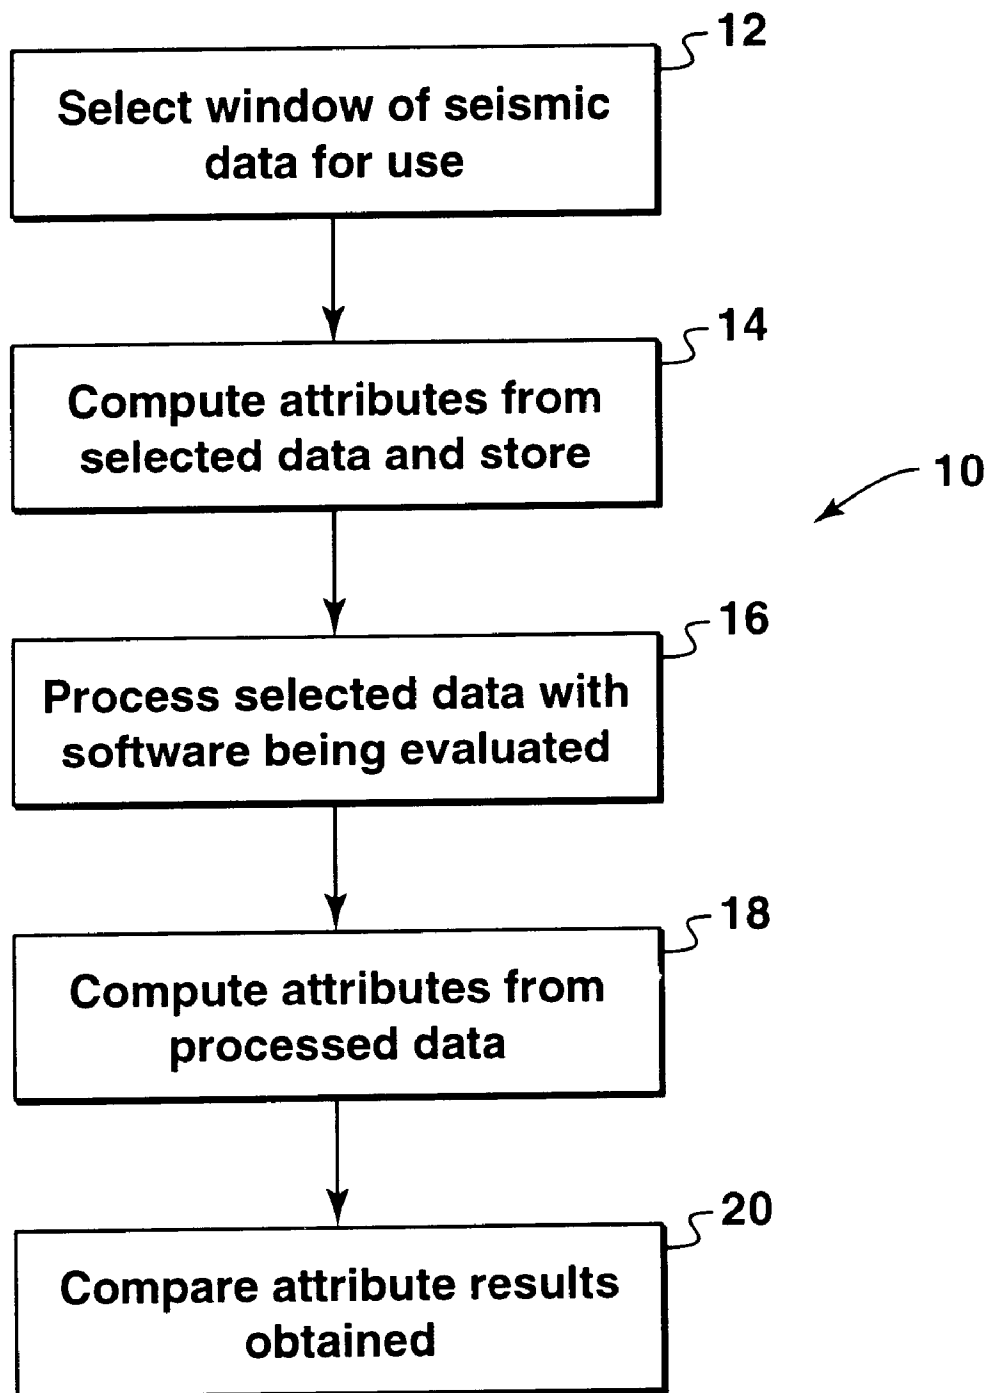 12
Select window of seismic
data for use
14
Compute attributes from
selected data and store
10
16
Process selected data with
software being evaluated
18
Compute attributes from
processed data
20
Compare attribute results
obtained